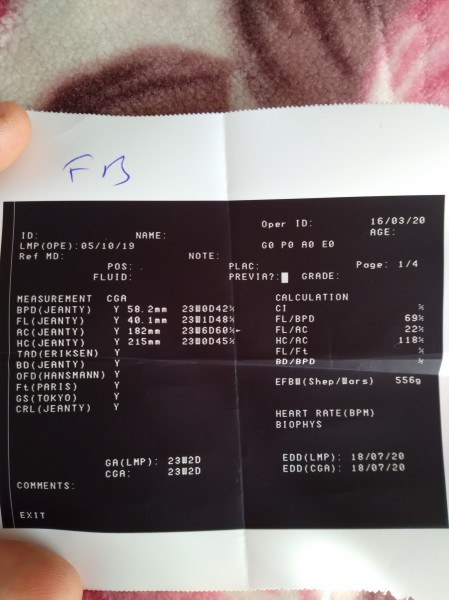 FB
Oper ID: 16/03/20
ID: NAME: AGE:
LMP(OPE):05/10/19 G0 P0 A0 E0
Ref MD: NOTE:
POS: PLAC: Page: 1/4
FLUID: PREVIA?: GRADE:
MEASUREMENT CGA
BPD(JEANTY) Y 58.2mm 23W0D42%
FL(JEANTY) Y 40.1mm 23W1D48%
AC(JEANTY) Y 182mm 23W6D60%←
HC(JEANTY) Y 215mm 23W0D45%
TAD(ERIKSEN) Y
BD(JEANTY) Y
OFD(HANSMANN) Y
Ft(PARIS) Y
GS(TOKYO) Y
CRL(JEANTY) Y
CALCULATION
CI %
FL/BPD 69%
FL/AC 22%
HC/AC 118%
FL/Ft %
BD/BPD %
EFBW(Shep/Wars) 556g
HEART RATE(BPM)
BIOPHYS
GA(LMP): 23W2D
CGA: 23W2D
EDD(LMP): 18/07/20
EDD(CGA): 18/07/20
COMMENTS:
EXIT